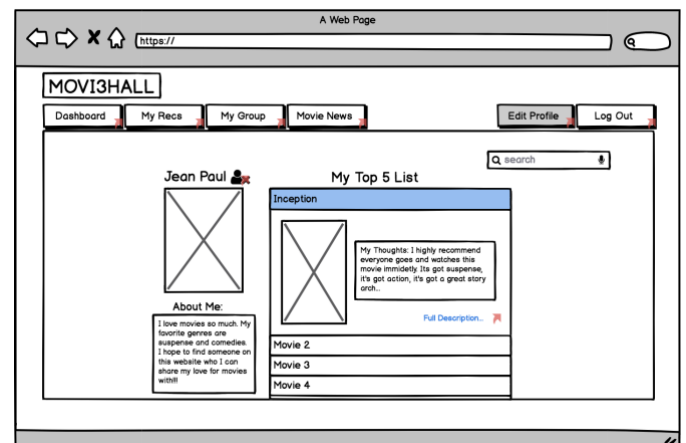 A Web Page
https://
MOVI3HALL
Dashboard
My Recs
My Group
Movie News
Edit Profile
Log Out
search
Jean Paul
My Top 5 List
Inception
My Thoughts: I highly recommend
everyone goes and watches this
movie immidetly. Its got suspense,
it's got action, it's got a great story
arch...
Full Description..
About Me:
I love movies so much. My
favorite genres are
suspense and comedies.
I hope to find someone on
this website who I can
share my love for movies
with!!!
Movie 2
Movie 3
Movie 4